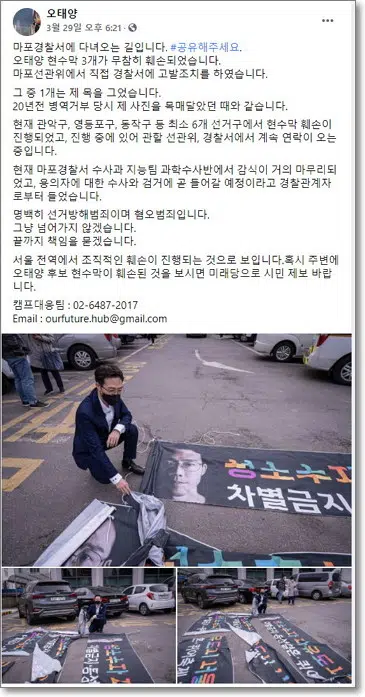 오태양
3월 29일 오후 6:21 ·
마포경찰서에 다녀오는 길입니다. #공유해주세요.
오태양 현수막 3개가 무참히 훼손되었습니다.
마포선관위에서 직접 경찰서에 고발조치를 하였습니다.
그 중 1개는 제 목을 그었습니다.
20년전 병역거부 당시 제 사진을 목매달았던 때와 같습니다.
현재 관악구, 영등포구, 동작구 등 최소 6개 선거구에서 현수막 훼손이
진행되었고, 진행 중에 있어 관할 선관위, 경찰서에서 계속 연락이 오는
중입니다.
현재 마포경찰서 수사과 지능팀 과학수사반에서 감식이 거의 마무리되
었고, 용의자에 대한 수사와 검거에 곧 들어갈 예정이라고 경찰관계자
로부터 들었습니다.
명백히 선거방해범죄이며 혐오범죄입니다.
그냥 넘어가지 않겠습니다.
끝까지 책임을 묻겠습니다.
서울 전역에서 조직적인 훼손이 진행되는 것으로 보입니다.혹시 주변에
오태양 후보 현수막이 훼손된 것을 보시면 미래당으로 시민 제보 바랍
니다.
캠프대응팀 : 02-6487-2017
Email : ourfuture.hub@gmail.com
성소수자
차별금지